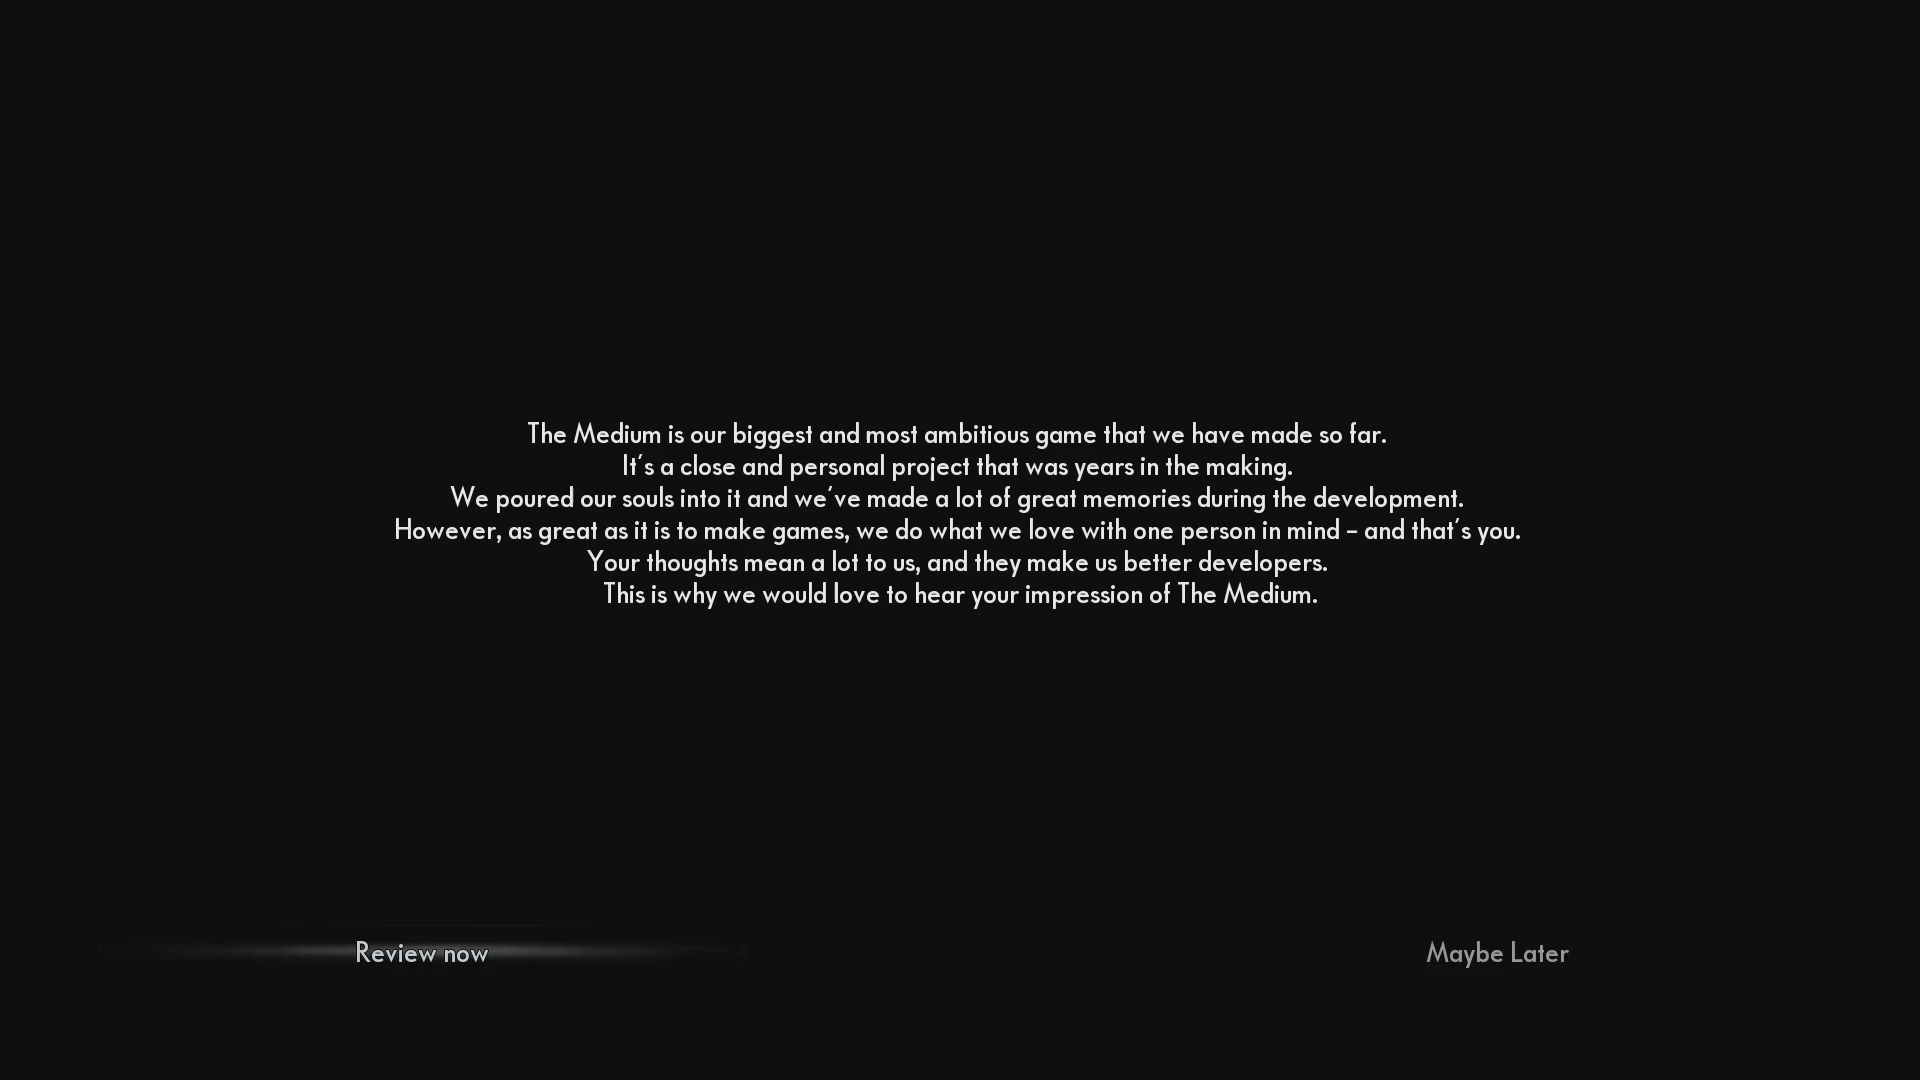 The Medium is our biggest and most ambitious game that we have made so far.
It's a close and personal project that was years in the making.
We poured our souls into it and we've made a lot of great memories during the development.
However, as great as it is to make games, we do what we love with one person in mind – and that's you.
Your thoughts mean a lot to us, and they make us better developers.
This is why we would love to hear your impression of The Medium.
Review now
Maybe Later